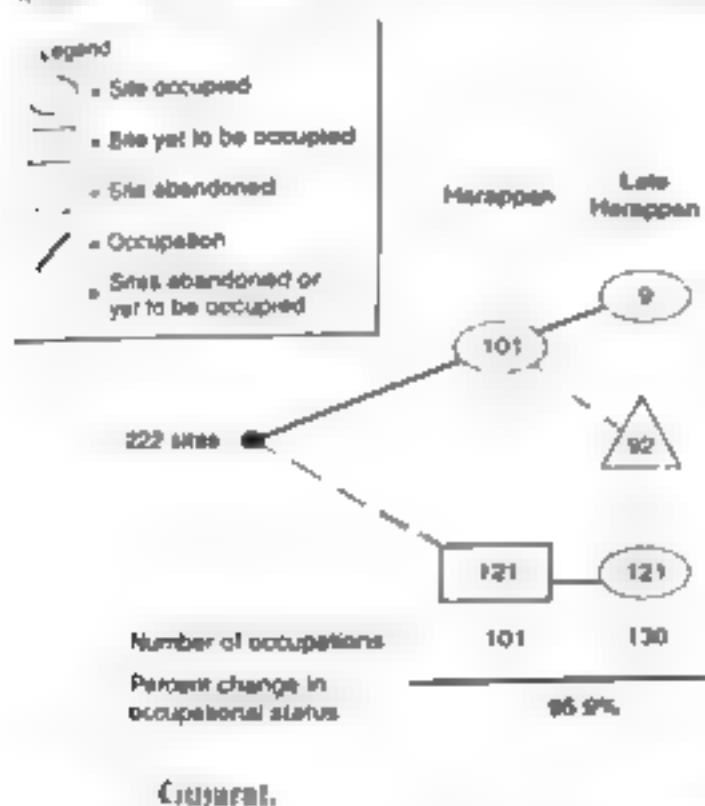 Legend
= Site occupied
= Site yet to be occupied
= Site abandoned
= Occupation
= Sites abandoned or
yet to be occupied
Harappan
Late
Harappan
9
101
222 sites
92
121
121
Number of occupations
101
130
Percent change in
occupational status
95.9%
Gujarat.